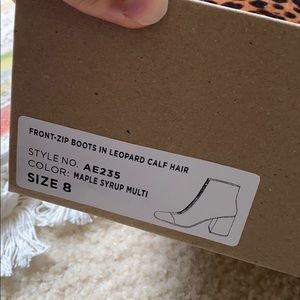 FRONT-ZIP BOOTS IN LEOPARD CALF HAIR
STYLE NO. AE235
COLOR: MAPLE SYRUP MULTI
SIZE 8